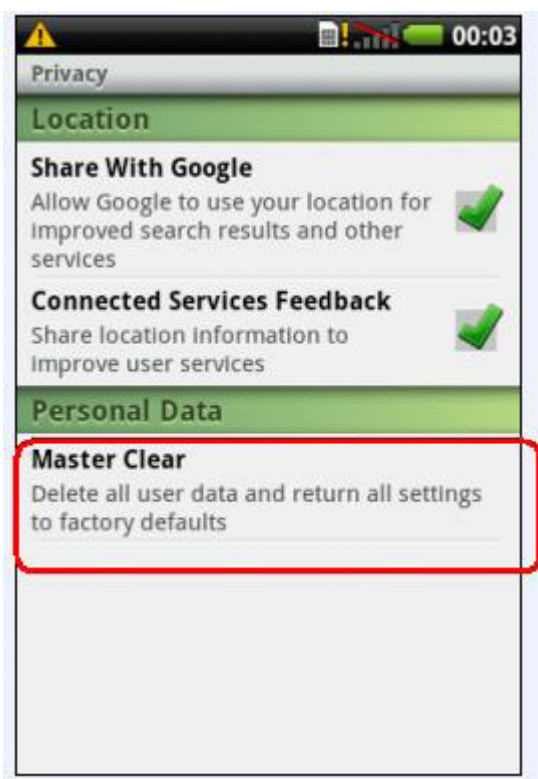 00:03
Privacy
Location
Share With Google
Allow Google to use your location for
improved search results and other
services
Connected Services Feedback
Share location information to
improve user services
Personal Data
Master Clear
Delete all user data and return all settings
to factory defaults